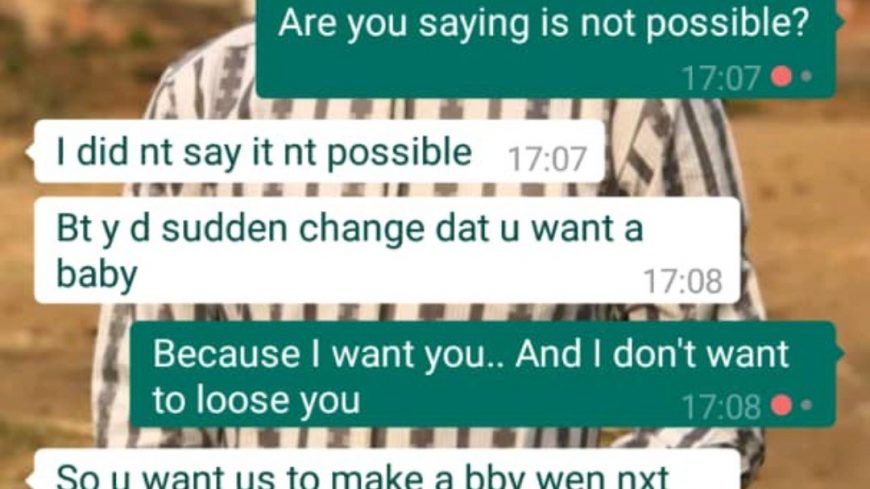 Are you saying is not possible?
17:07
I did nt say it nt possible 17:07
Bt y d sudden change dat u want a
baby 17:08
Because I want you.. And I don't want
to loose you 17:08
So u want us to make a bby wen nxt